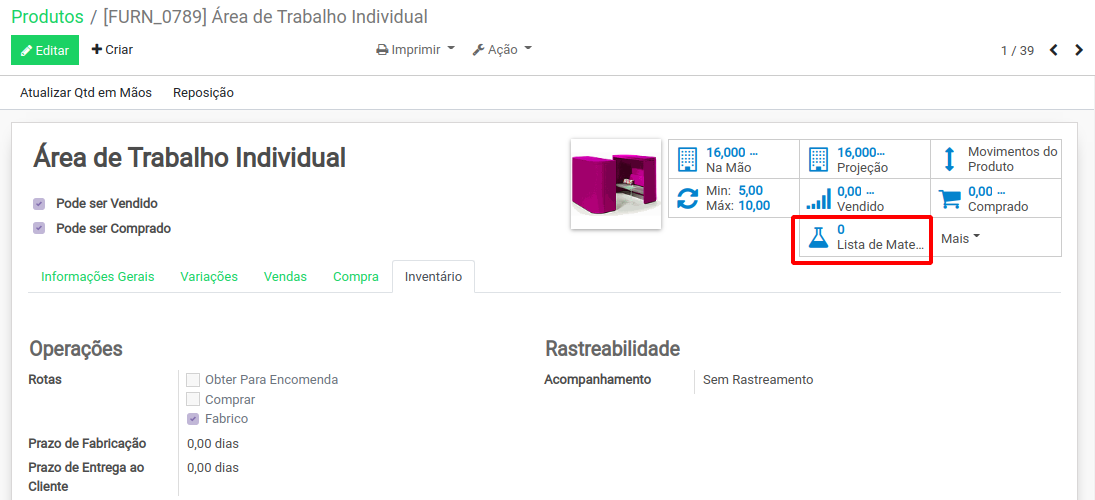 Produtos / [FURN_0789] Área de Trabalho Individual
Editar
Criar
Imprimir
Ação
1 / 39
Atualizar Qtd em Mãos
Reposição
Área de Trabalho Individual
Pode ser Vendido
Pode ser Comprado
16,000 ...
Na Mão
16,000...
Projeção
Movimentos do
Produto
Min: 5,00
Máx: 10,00
0,00 ...
Vendido
0,00 ...
Comprado
0
Lista de Mate...
Mais
Informações Gerais
Variações
Vendas
Compra
Inventário
Operações
Rotas
Obter Para Encomenda
Comprar
Fabrico
Prazo de Fabricação
0,00 dias
Prazo de Entrega ao
Cliente
0,00 dias
Rastreabilidade
Acompanhamento
Sem Rastreamento